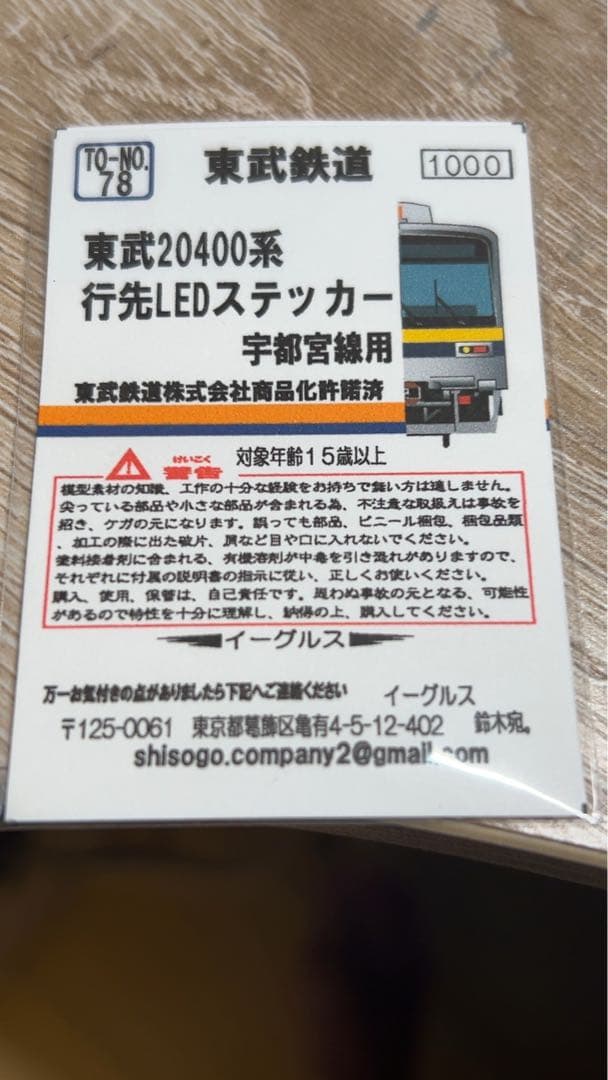 TO-NO.
78
東武鉄道
1000
東武20400系
行先LEDステッカー
宇都宮線用
東武鉄道株式会社商品化許諾済
けいこく
警告
対象年齢15歳以上
模型素材の知識、工作の十分な経験をお持ちで無い方は適しません。
尖っている部品や小さな部品が含まれる為、不注意な取扱えは事故を
招き、ケガの元になります。誤っても部品、ビニール梱包、梱包品類
、加工の際に出た破片、屑など目や口に入れないでください。
塗料接着剤に含まれる、有機溶剤が中毒を引き起れがありますので、
それぞれに付属の説明書の指示に従い、正しくお使いください。
購入、使用、保管は、自己責任です。思わぬ事故の元となる、可能性
があるので特性を十分に理解し、納得の上、購入してください。
イーグルス
万一お気付きの点がありましたら下記へご連絡ください
イーグルス
〒125-0061 東京都葛飾区亀有4-5-12-402 鈴木宛。
shisogo.company2@gmail.com